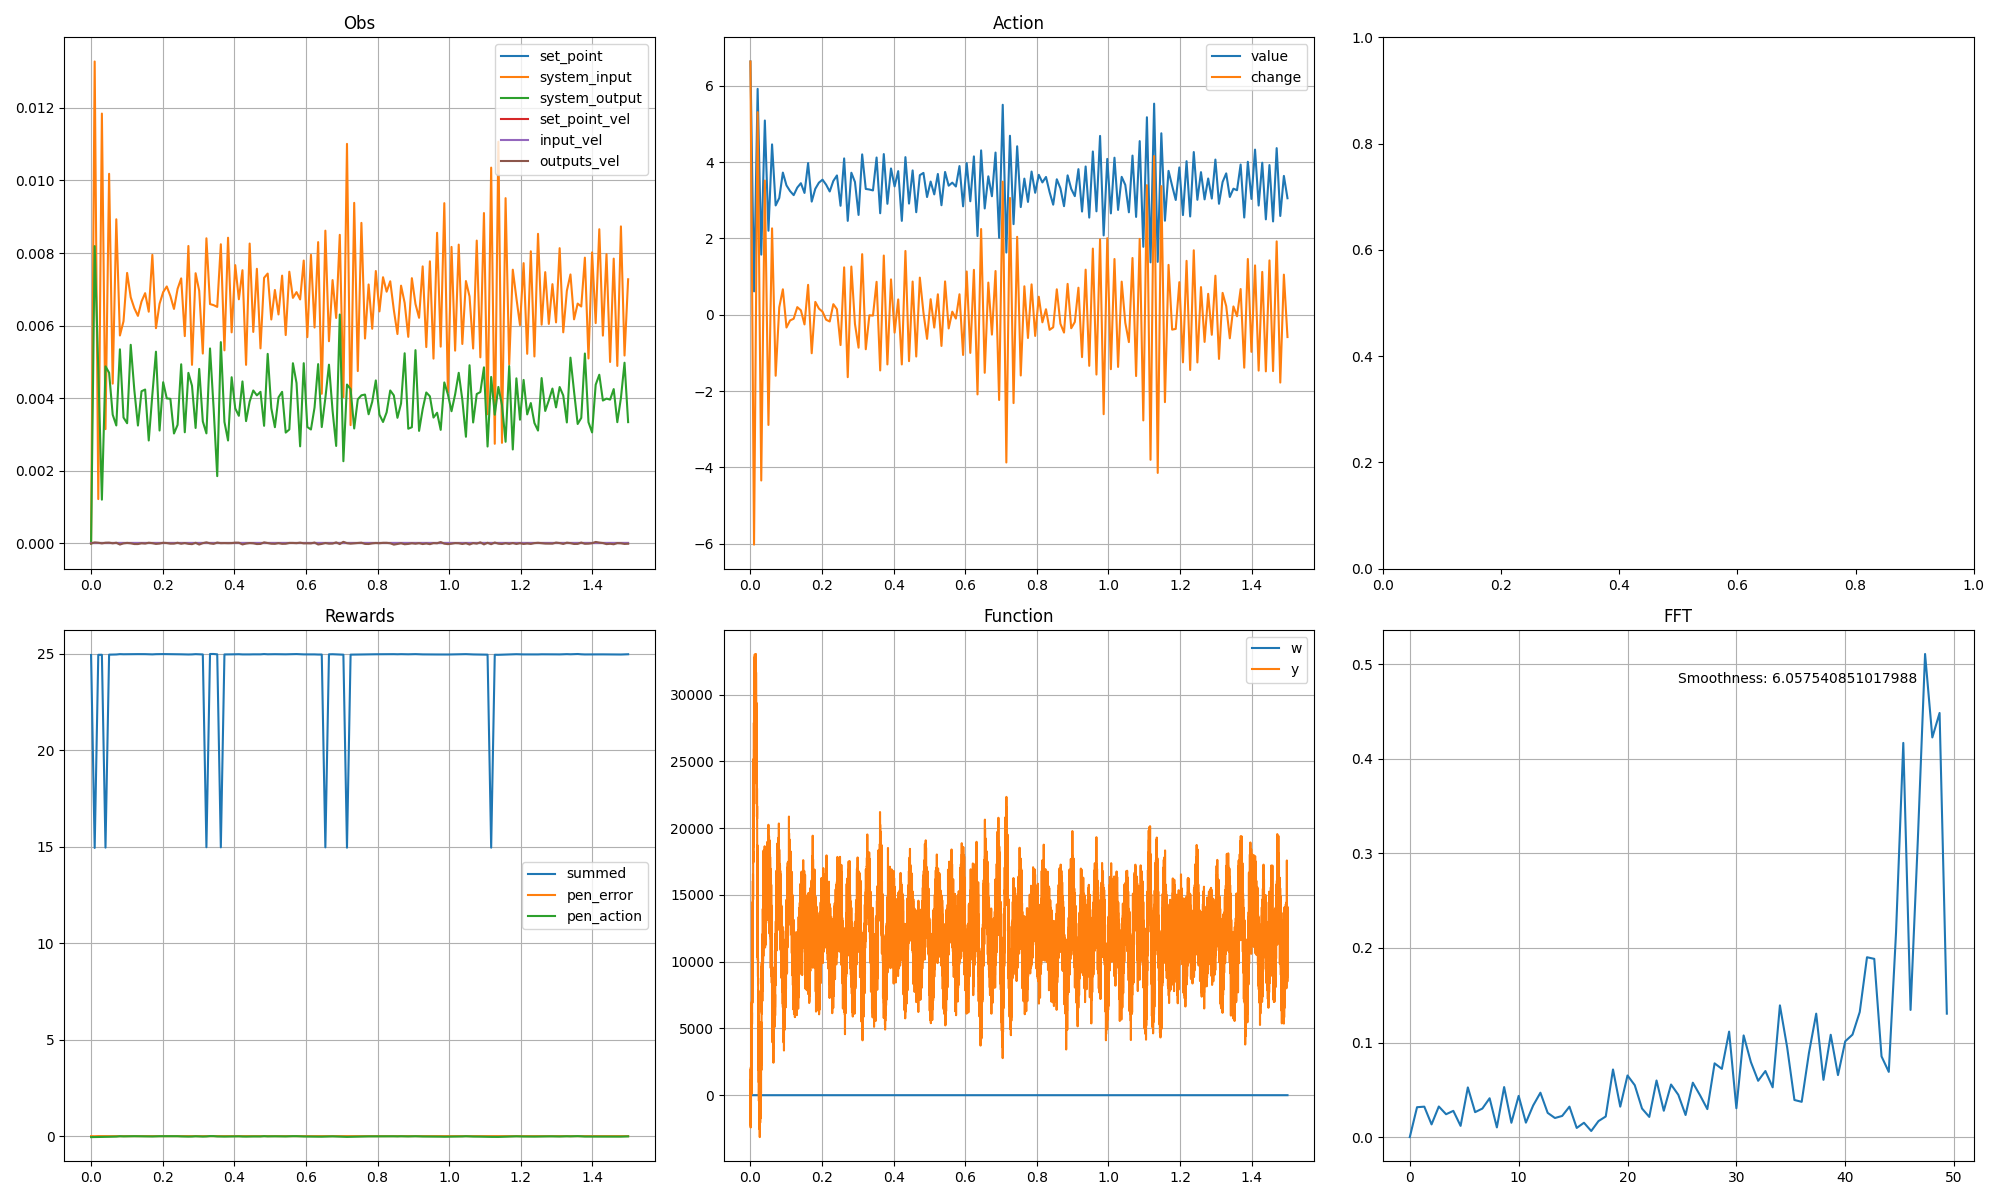 Obs
0.012
0.010
0.008
0.006
0.004
0.002
0.000
set_point
system_input
system_output
set_point_vel
input_vel
outputs_vel
0.0 0.2 0.4 0.6 0.8 1.0 1.2 1.4
Action
6
4
2
0
−2
−4
−6
value
change
0.0 0.2 0.4 0.6 0.8 1.0 1.2 1.4
1.0
0.8
0.6
0.4
0.2
0.0
0.0 0.2 0.4 0.6 0.8 1.0
Rewards
25
20
15
10
5
0
summed
pen_error
pen_action
0.0 0.2 0.4 0.6 0.8 1.0 1.2 1.4
Function
30000
25000
20000
15000
10000
5000
0
w
y
0.0 0.2 0.4 0.6 0.8 1.0 1.2 1.4
FFT
0.5
0.4
0.3
0.2
0.1
0.0
Smoothness: 6.057540851017988
0 10 20 30 40 50